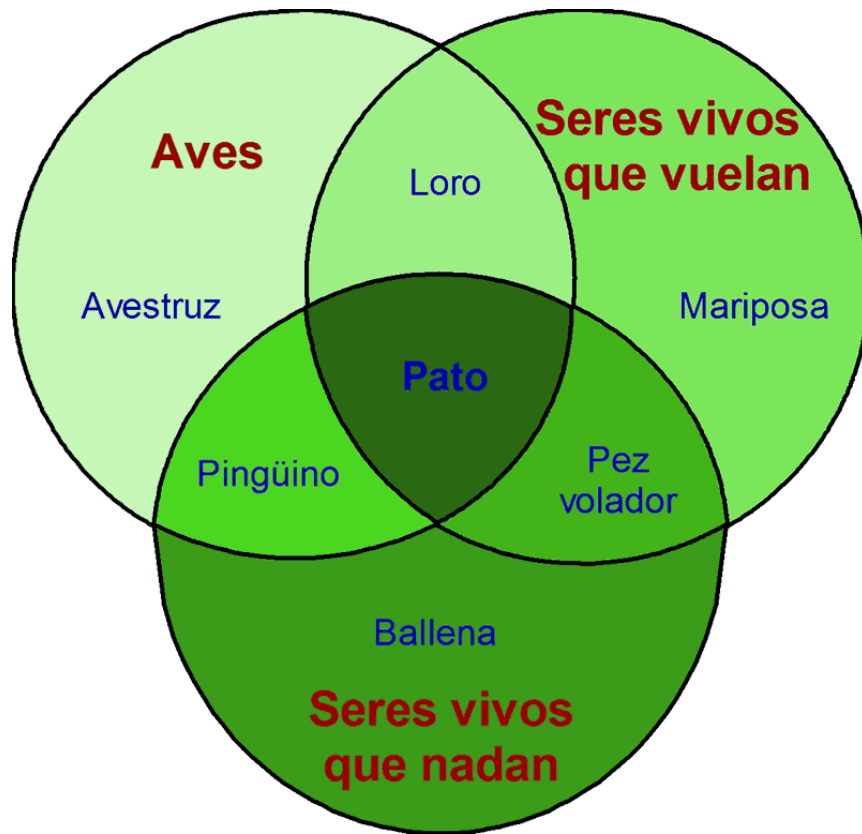 Aves
Seres vivos
que vuelan
Loro
Avestruz
Mariposa
Pato
Pingüino
Pez
volador
Ballena
Seres vivos
que nadan